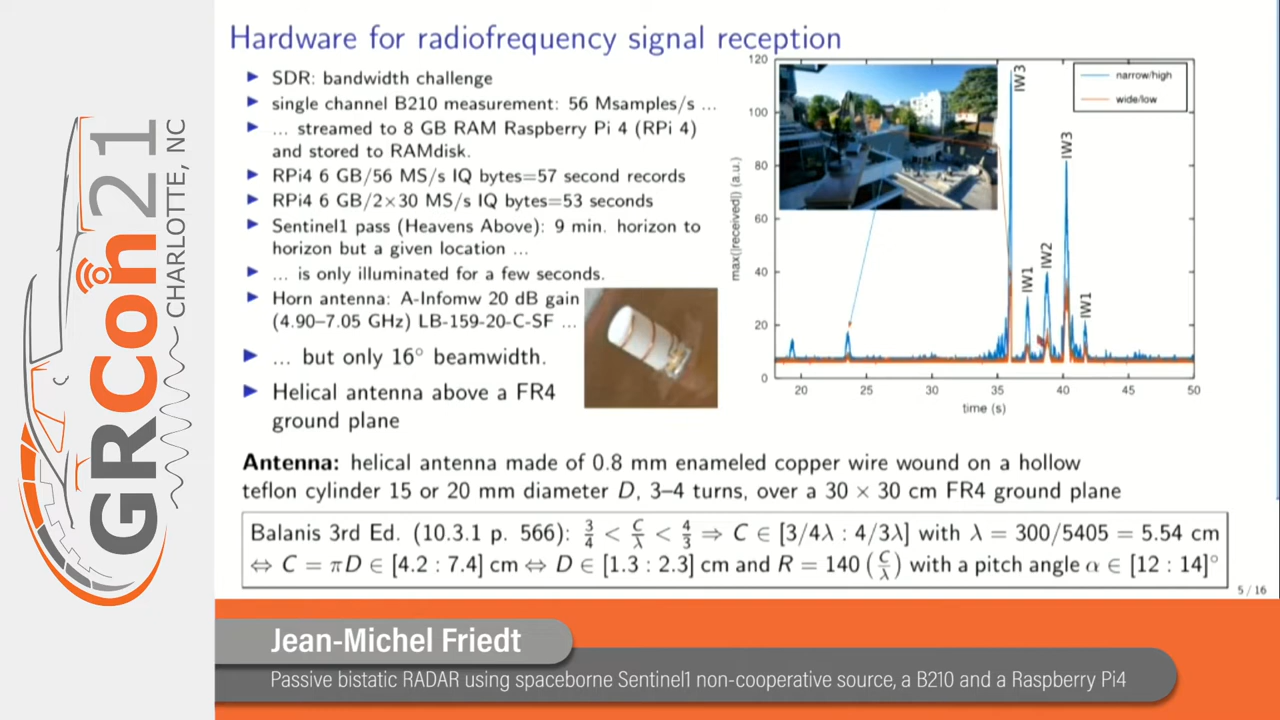 Hardware for radiofrequency signal reception
SDR: bandwidth challenge
single channel B210 measurement: 56 Msamples/s ...
... streamed to 8 GB RAM Raspberry Pi 4 (RPi 4)
and stored to RAMdisk.
RPi4 6 GB/56 MS/s IQ bytes=57 second records
RPi4 6 GB/2×30 MS/s IQ bytes=53 seconds
Sentinel1 pass (Heavens Above): 9 min. horizon to
horizon but a given location ...
... is only illuminated for a few seconds.
Horn antenna: A-Infomw 20 dB gain
(4.90–7.05 GHz) LB-159-20-C-SF ...
... but only 16° beamwidth.
Helical antenna above a FR4
ground plane
120
100
80
60
40
20
0
max(|received|) (a.u.)
20 25 30 35 40 45 50
time (s)
narrow/high
wide/low
IW3
IW1
IW2
IW3
IW1
Antenna: helical antenna made of 0.8 mm enameled copper wire wound on a hollow
teflon cylinder 15 or 20 mm diameter D, 3–4 turns, over a 30 × 30 cm FR4 ground plane
Balanis 3rd Ed. (10.3.1 p. 566): 3/4 < C/λ < 4/3 ⇒ C ∈ [3/4λ : 4/3λ] with λ = 300/5405 = 5.54 cm
⇔ C = πD ∈ [4.2 : 7.4] cm ⇔ D ∈ [1.3 : 2.3] cm and R = 140 (C/λ) with a pitch angle α ∈ [12 : 14]°
5 / 16
GRCon21
CHARLOTTE, NC
Jean-Michel Friedt
Passive bistatic RADAR using spaceborne Sentinel1 non-cooperative source, a B210 and a Raspberry Pi4